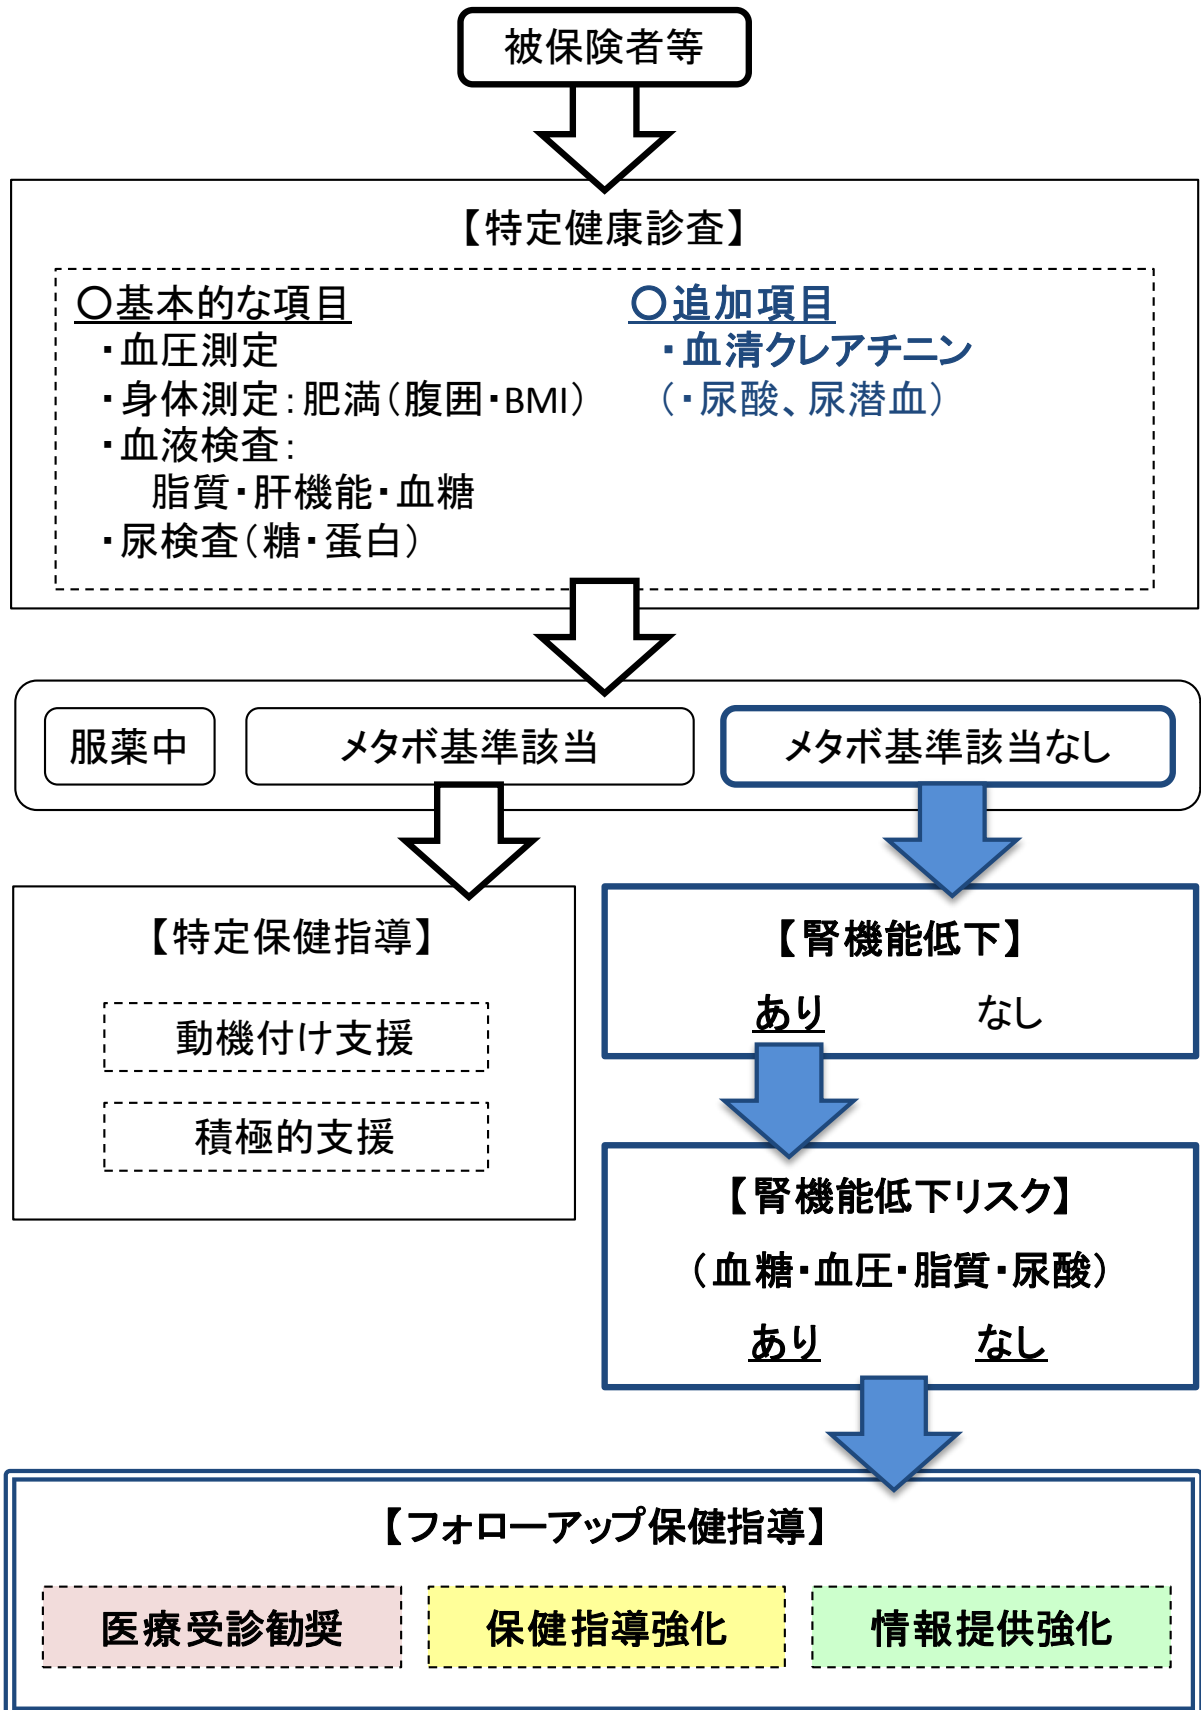 被保険者等
【特定健康診査】
〇基本的な項目
・血圧測定
・身体測定：肥満（腹囲・BMI）
・血液検査：
脂質・肝機能・血糖
・尿検査（糖・蛋白）
〇追加項目
・血清クレアチニン
（・尿酸、尿潜血）
服薬中
メタボ基準該当
メタボ基準該当なし
【特定保健指導】
動機付け支援
積極的支援
【腎機能低下】
あり なし
【腎機能低下リスク】
（血糖・血圧・脂質・尿酸）
あり なし
【フォローアップ保健指導】
医療受診勧奨
保健指導強化
情報提供強化